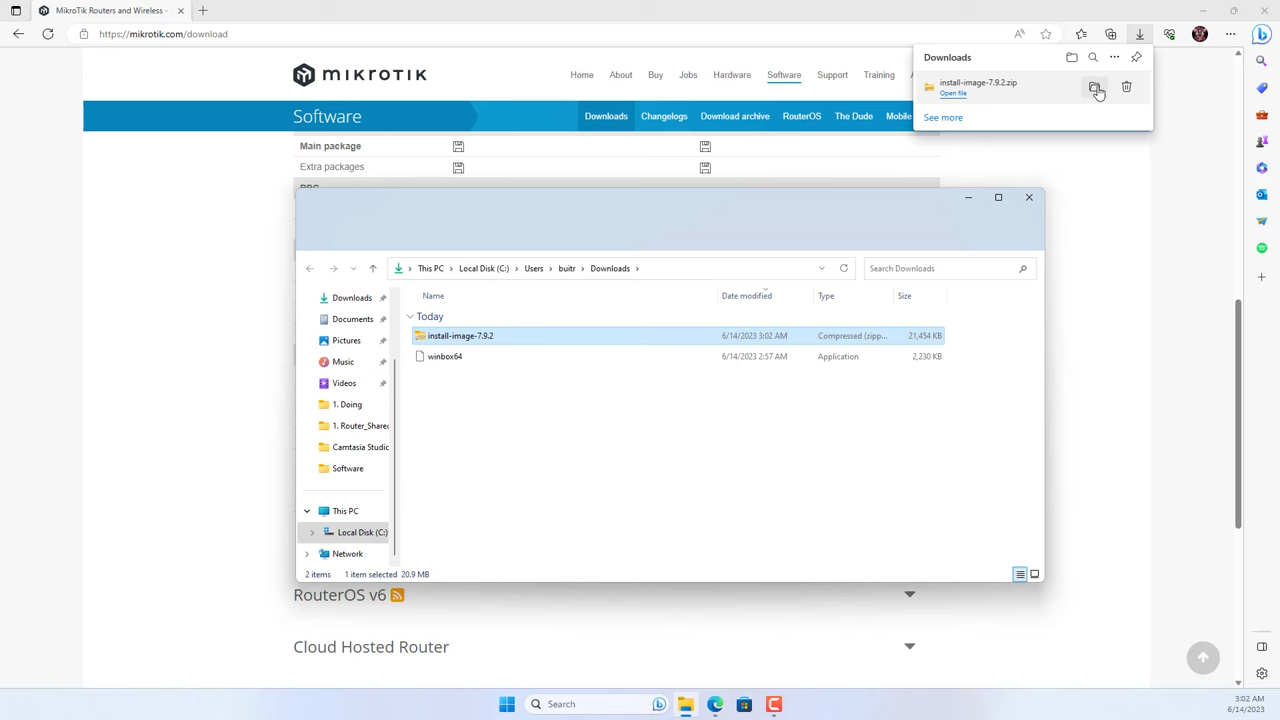 MikroTik Routers and Wireless -
https://mikrotik.com/download
MIKROTIK
Home About Buy Jobs Hardware Software Support Training
Downloads
install-image-7.9.2.zip
Open file
See more
Software
Downloads Changelogs Download archive RouterOS The Dude Mobile
Main package
Extra packages
This PC Local Disk (C:) Users buitr Downloads
Search Downloads
Name Date modified Type Size
Today
install-image-7.9.2 6/14/2023 3:02 AM Compressed (zipp... 21,454 KB
winbox64 6/14/2023 2:57 AM Application 2,230 KB
Downloads
Documents
Pictures
Music
Videos
1. Doing
1. Router_Shared
Camtasia Studio
Software
This PC
Local Disk (C:)
Network
2 items 1 item selected 20.9 MB
RouterOS v6
Cloud Hosted Router
Search
3:02 AM
6/14/2023